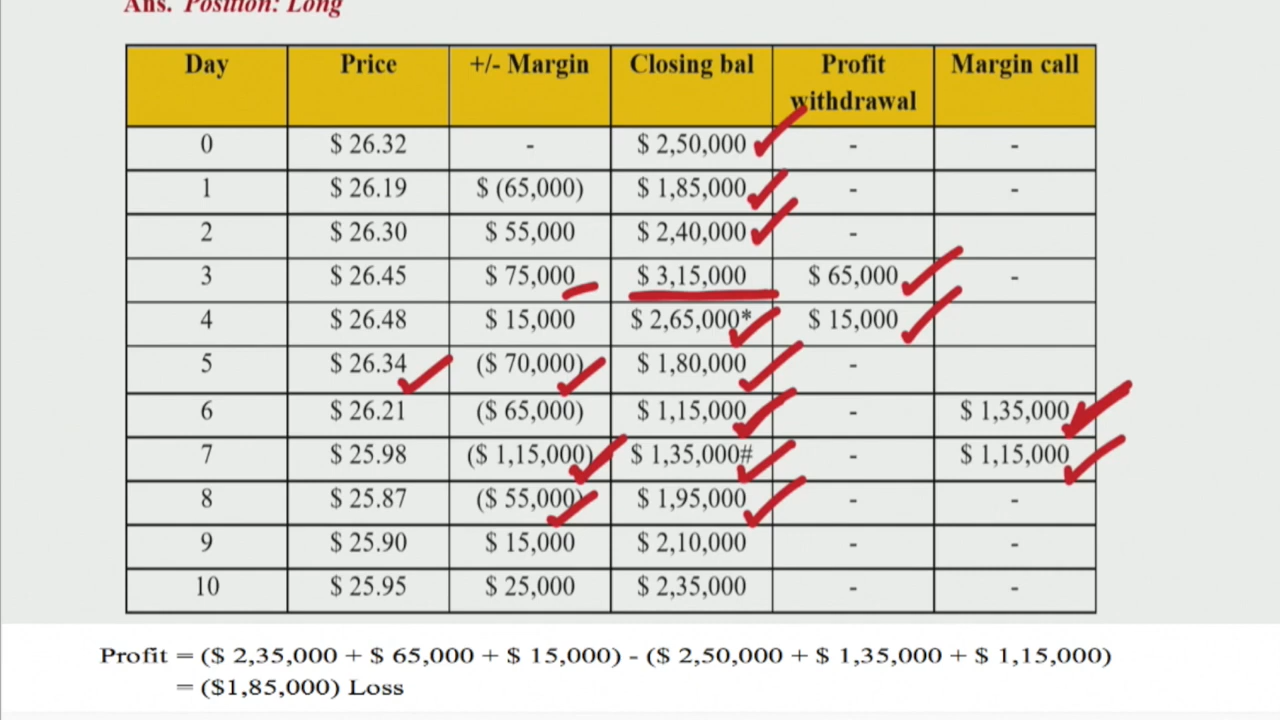 Ans. Position: Long
Day Price +/- Margin Closing bal Profit withdrawal Margin call
0 $ 26.32 - $ 2,50,000 - -
1 $ 26.19 $ (65,000) $ 1,85,000 - -
2 $ 26.30 $ 55,000 $ 2,40,000 -
3 $ 26.45 $ 75,000 $ 3,15,000 $ 65,000 -
4 $ 26.48 $ 15,000 $ 2,65,000* $ 15,000
5 $ 26.34 ($ 70,000) $ 1,80,000 -
6 $ 26.21 ($ 65,000) $ 1,15,000 - $ 1,35,000
7 $ 25.98 ($ 1,15,000) $ 1,35,000# - $ 1,15,000
8 $ 25.87 ($ 55,000) $ 1,95,000 - -
9 $ 25.90 $ 15,000 $ 2,10,000 - -
10 $ 25.95 $ 25,000 $ 2,35,000 - -
Profit = ($ 2,35,000 + $ 65,000 + $ 15,000) - ($ 2,50,000 + $ 1,35,000 + $ 1,15,000)
= ($1,85,000) Loss